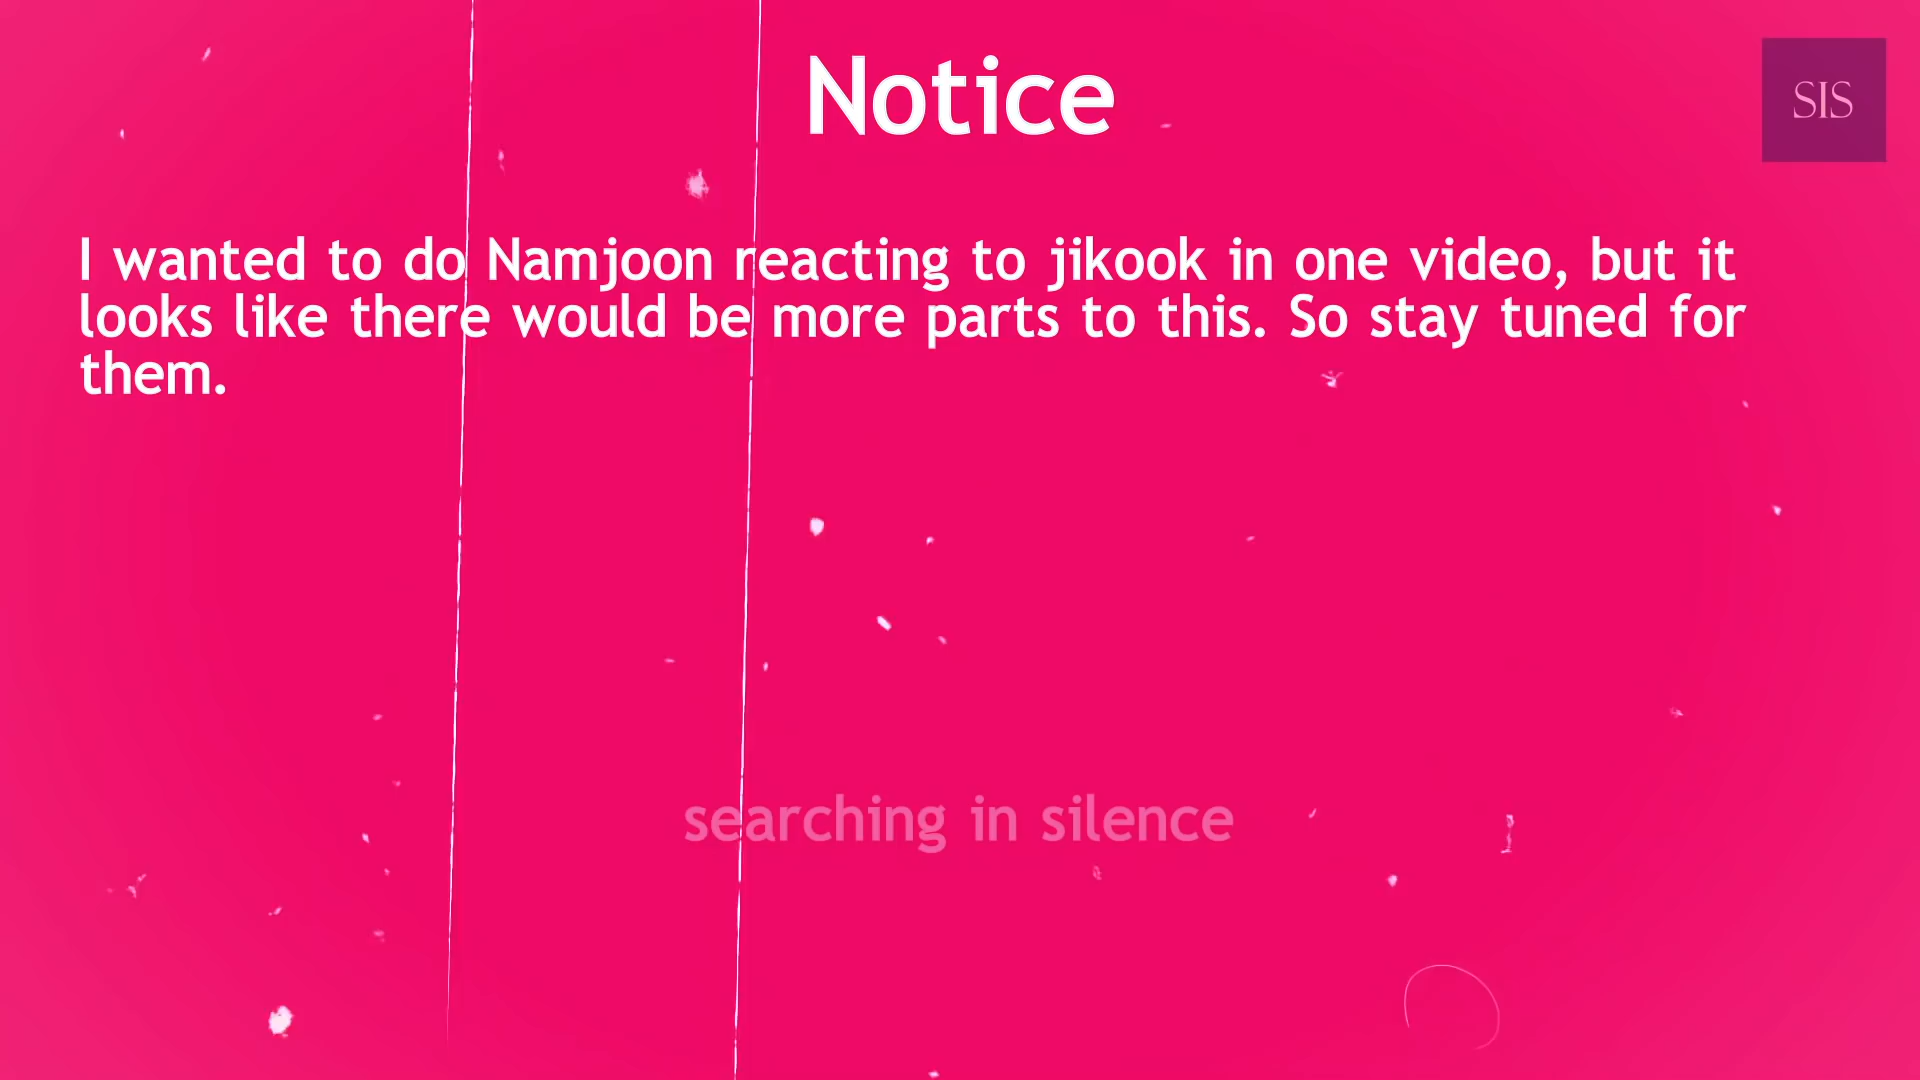 Notice
SIS
I wanted to do Namjoon reacting to jikook in one video, but it
looks like there would be more parts to this. So stay tuned for
them.
searching in silence